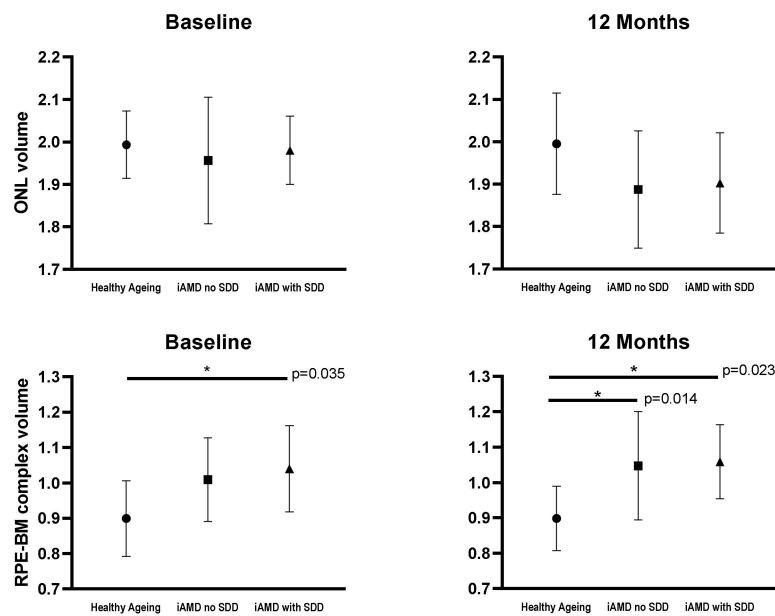 Baseline
ONL volume
2.2
2.1
2.0
1.9
1.8
1.7
Healthy Ageing iAMD no SDD iAMD with SDD
12 Months
2.2
2.1
2.0
1.9
1.8
1.7
Healthy Ageing iAMD no SDD iAMD with SDD
Baseline
RPE-BM complex volume
1.3
1.2
1.1
1.0
0.9
0.8
0.7
* p=0.035
Healthy Ageing iAMD no SDD iAMD with SDD
12 Months
1.3
1.2
1.1
1.0
0.9
0.8
0.7
* p=0.023
* p=0.014
Healthy Ageing iAMD no SDD iAMD with SDD